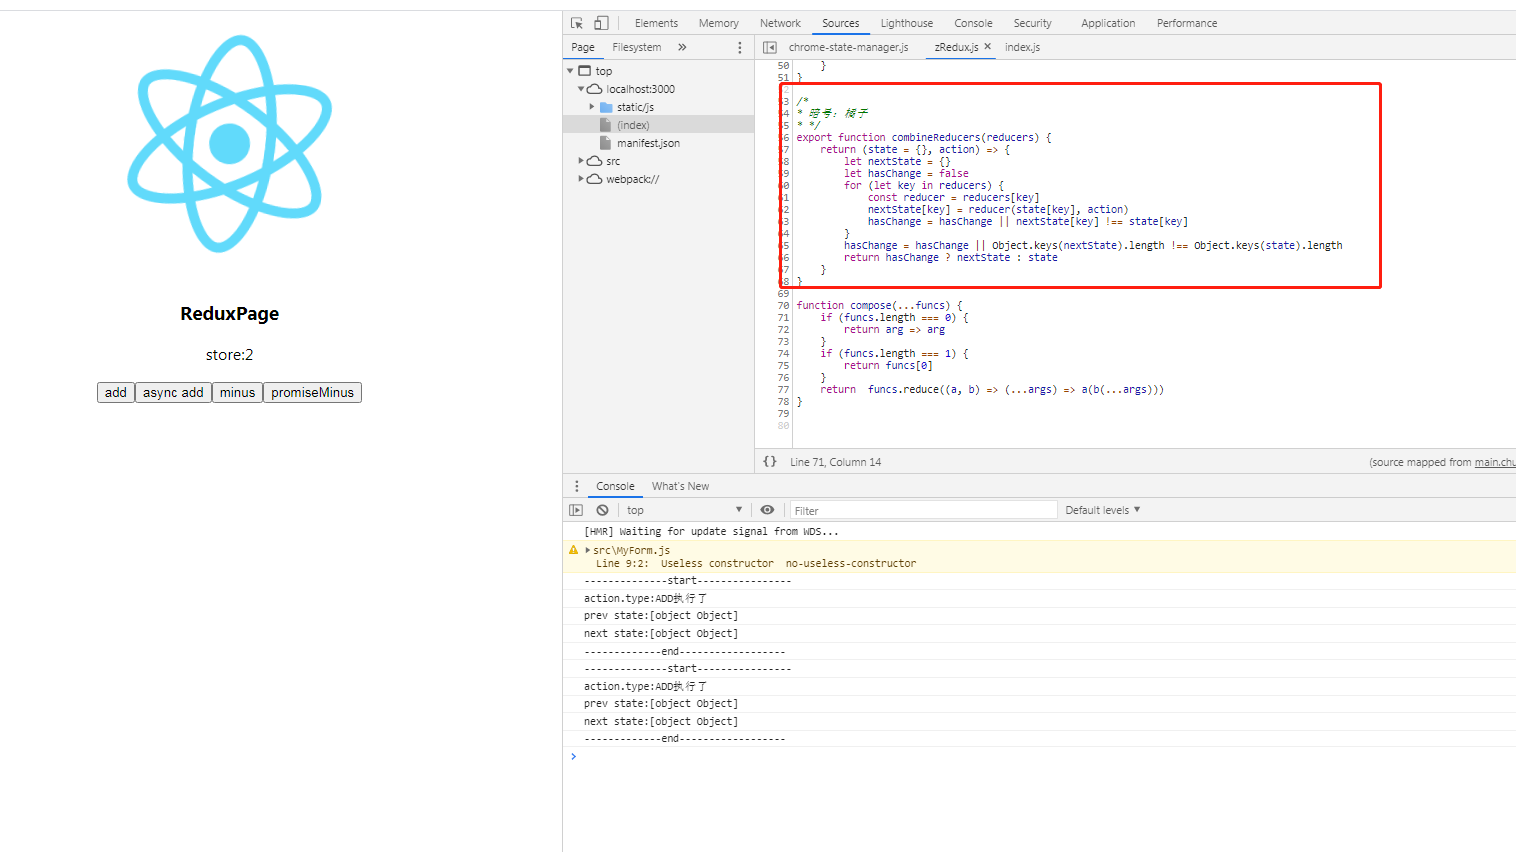 ReduxPage
store:2
add async add minus promiseMinus
Elements Memory Network Sources Lighthouse Console Security Application Performance
Page Filesystem »
chrome-state-manager.js zRedux.js × index.js
top
localhost:3000
static/js
(index)
manifest.json
src
webpack://
50 }
51 }
2
53 /*
54 * 暗号: 楼子
55 * */
56 export function combineReducers(reducers) {
57 return (state = {}, action) => {
58 let nextState = {}
59 let hasChange = false
60 for (let key in reducers) {
61 const reducer = reducers[key]
62 nextState[key] = reducer(state[key], action)
63 hasChange = hasChange || nextState[key] !== state[key]
64 }
65 hasChange = hasChange || Object.keys(nextState).length !== Object.keys(state).length
66 return hasChange ? nextState : state
67 }
68 }
69
70 function compose(...funcs) {
71 if (funcs.length === 0) {
72 return arg => arg
73 }
74 if (funcs.length === 1) {
75 return funcs[0]
76 }
77 return  funcs.reduce((a, b) => (...args) => a(b(...args)))
78 }
79
80
{} Line 71, Column 14 (source mapped from main.chu
Console What's New
top Filter Default levels ▼
[HMR] Waiting for update signal from WDS...
src\MyForm.js
Line 9:2:  Useless constructor  no-useless-constructor
--------------start----------------
action.type:ADD执行了
prev state:[object Object]
next state:[object Object]
-------------end------------------
--------------start----------------
action.type:ADD执行了
prev state:[object Object]
next state:[object Object]
-------------end------------------
>